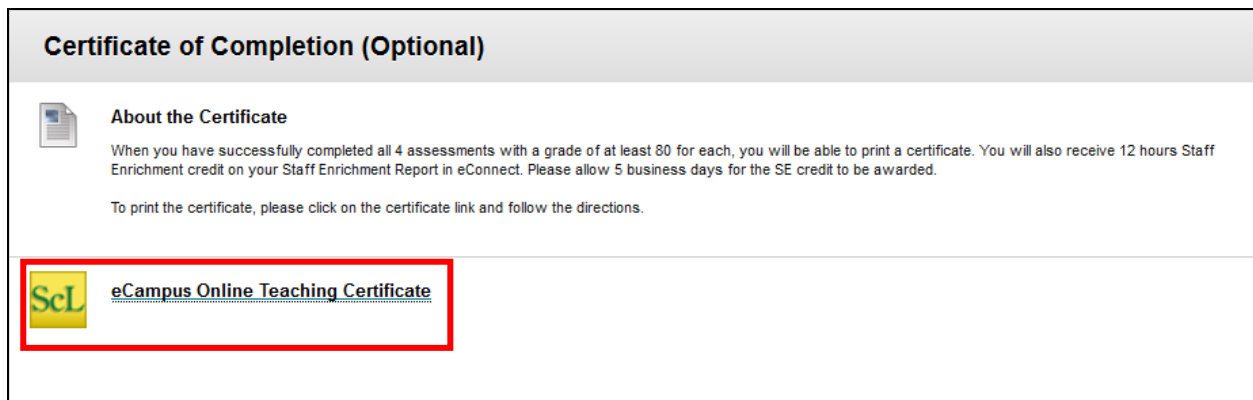 Certificate of Completion (Optional)
About the Certificate
When you have successfully completed all 4 assessments with a grade of at least 80 for each, you will be able to print a certificate. You will also receive 12 hours Staff
Enrichment credit on your Staff Enrichment Report in eConnect. Please allow 5 business days for the SE credit to be awarded.
To print the certificate, please click on the certificate link and follow the directions.
ScL
eCampus Online Teaching Certificate